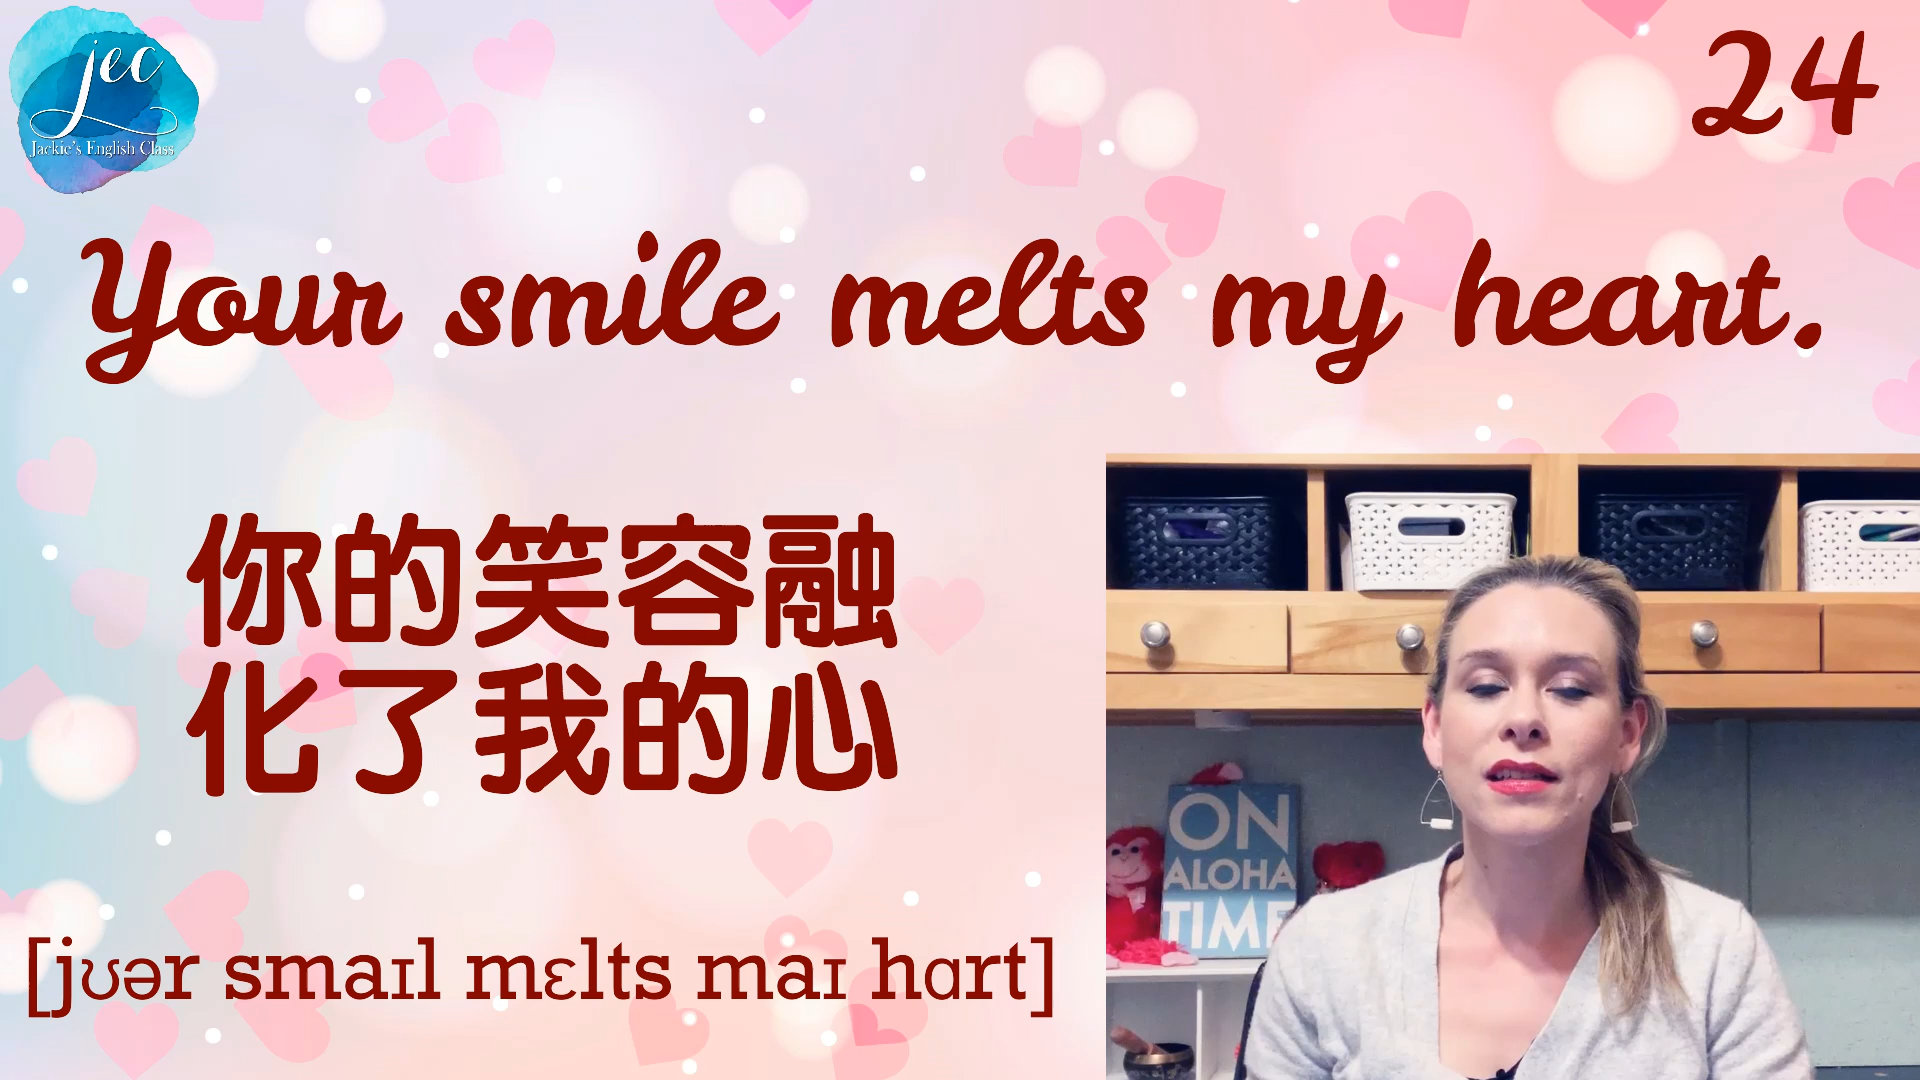 jec
Jackie's English Class
24
Your smile melts my heart.
你的笑容融
化了我的心
[jʊər smaɪl mɛlts maɪ hɑrt]
ON
ALOHA
TIME